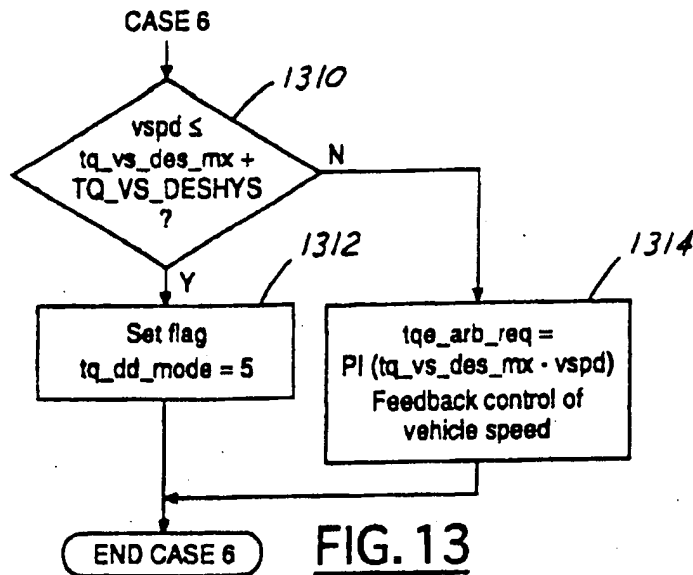 CASE 6
1310
vspd ≤
tq_vs_des_mx +
TQ_VS_DESHYS
?
N
Y
1312
1314
Set flag
tq_dd_mode = 5
tqe_arb_req =
PI (tq_vs_des_mx - vspd)
Feedback control of
vehicle speed
END CASE 6
FIG. 13